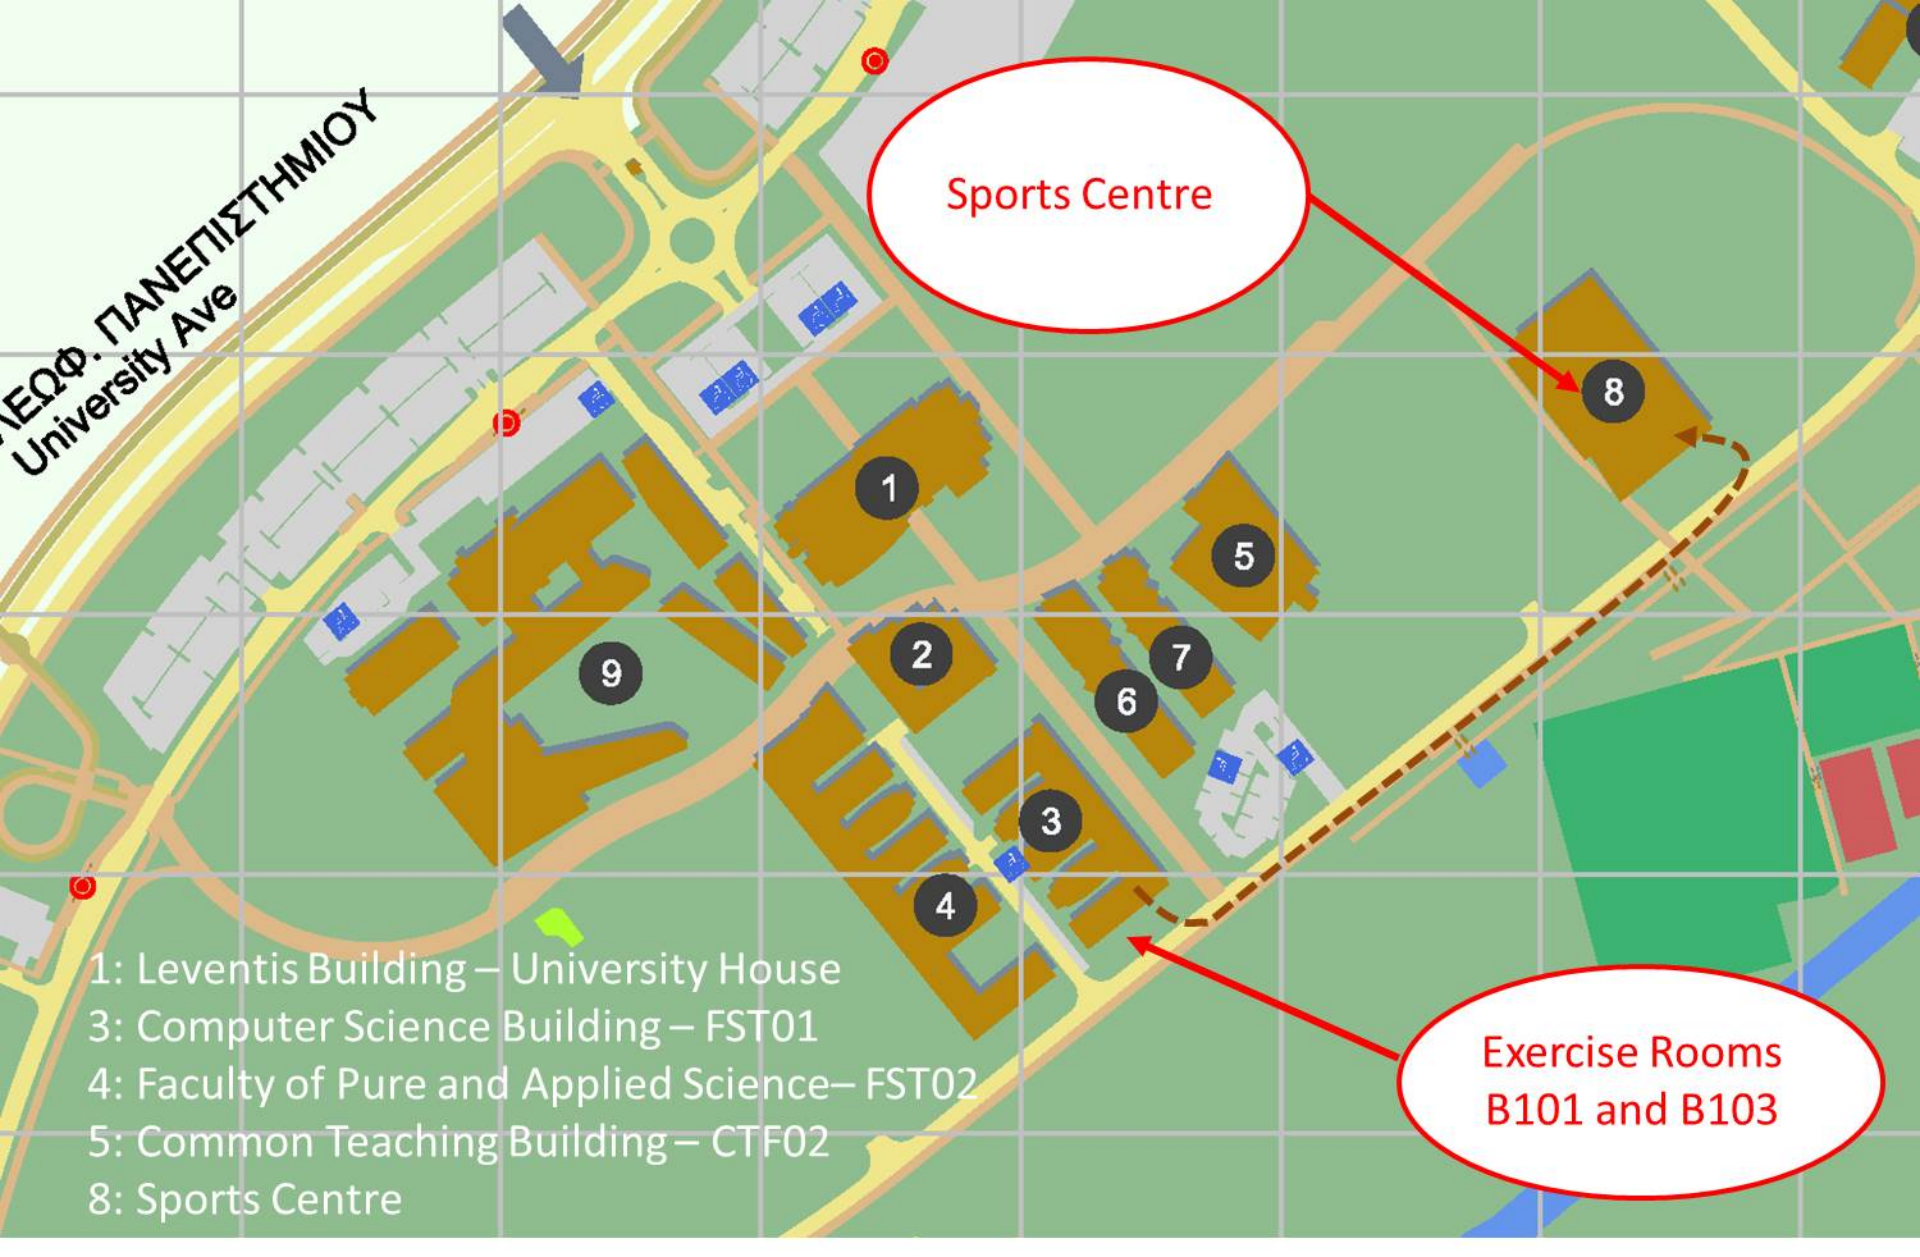 ΛΕΩΦ. ΠΑΝΕΠΙΣΤΗΜΙΟΥ
University Ave
Sports Centre
8
1
5
2
7
9
6
3
4
1: Leventis Building – University House
3: Computer Science Building – FST01
4: Faculty of Pure and Applied Science– FST02
5: Common Teaching Building – CTF02
8: Sports Centre
Exercise Rooms
B101 and B103